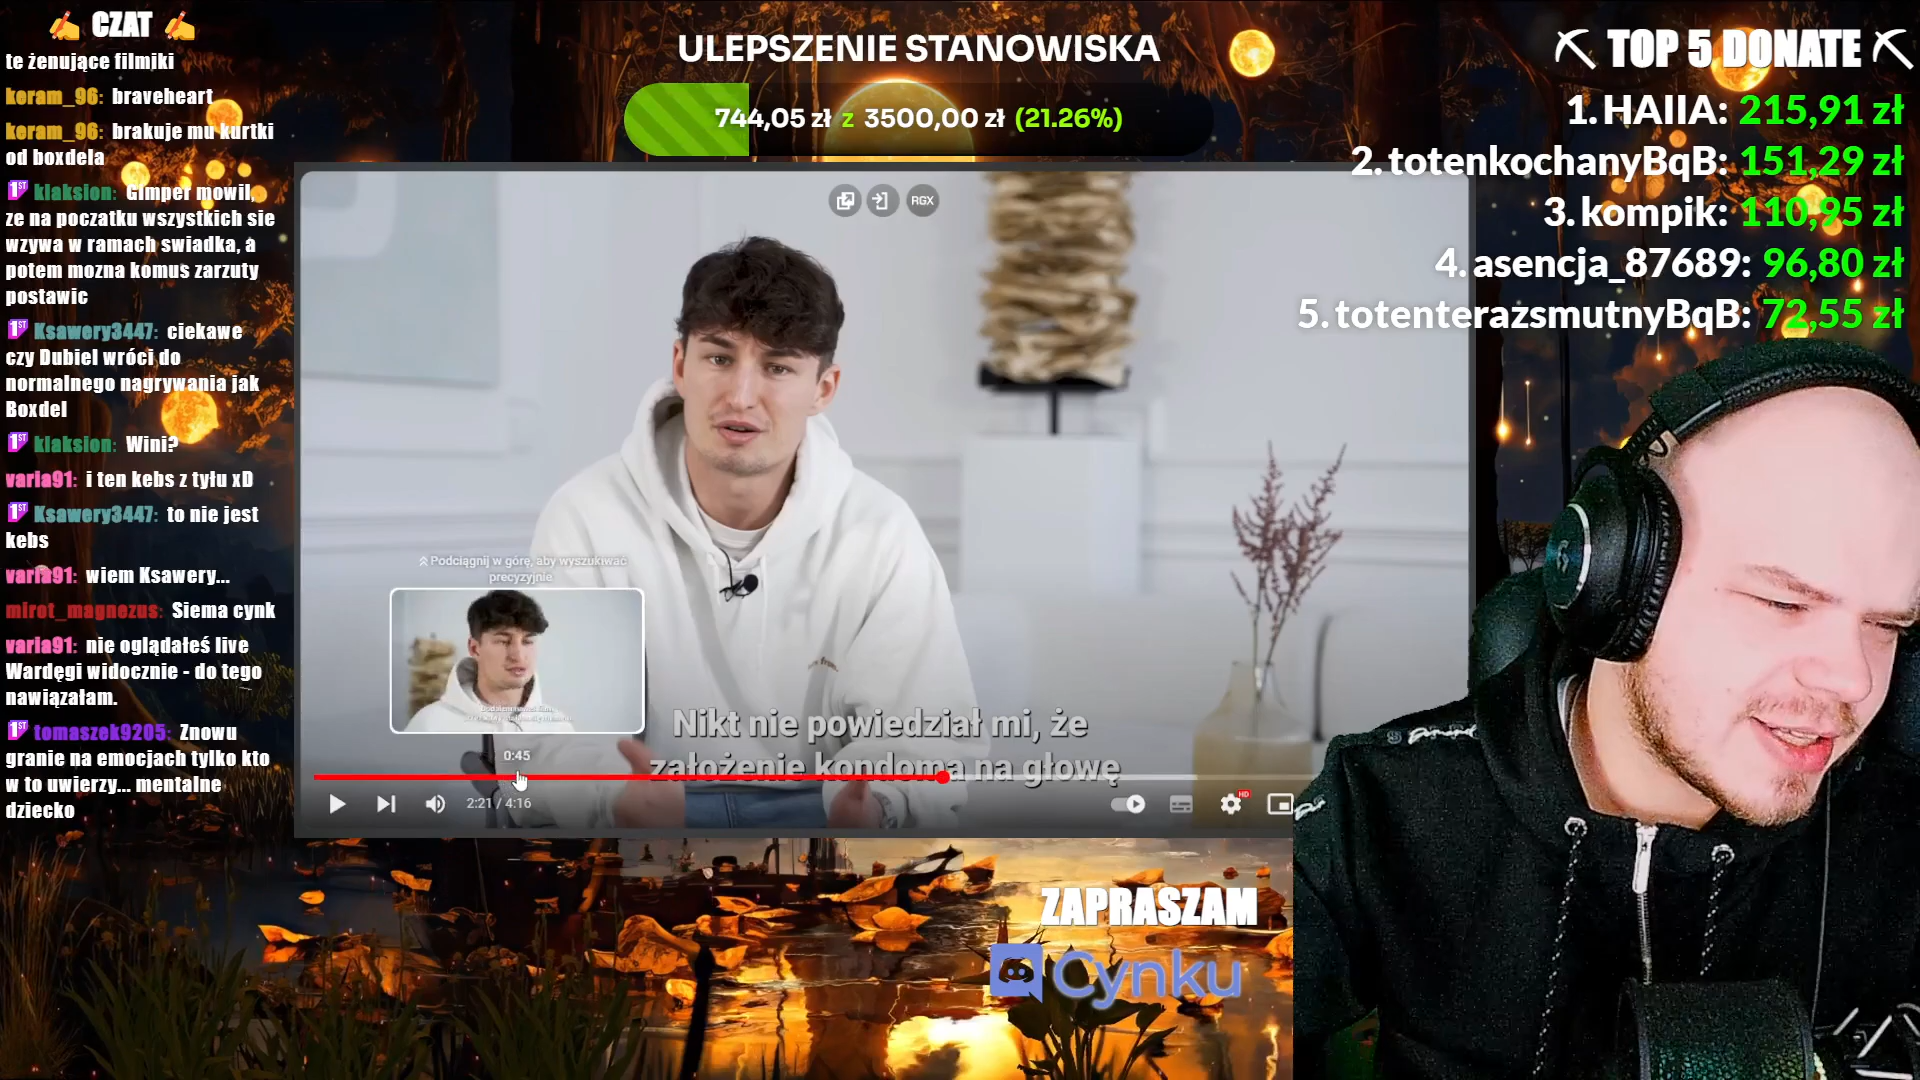 CZAT
te żenujące filmiki
koram_96: braveheart
koram_96: brakuje mu kurtki
od boxdela
1ST klaksion: Gimper mowil,
ze na poczatku wszystkich sie
wzywa w ramach swiadka, a
potem mozna komus zarzuty
postawic
1ST Ksawery3447: ciekawe
czy Dubiel wróci do
normalnego nagrywania jak
Boxdel
1ST klaksion: Wini?
varia91: i ten kebs z tyłu xD
1ST Ksawery3447: to nie jest
kebs
varia91: wiem Ksawery...
mirot_magnezus: Siema cynk
varia91: nie oglądałeś live
Wardęgi widocznie - do tego
nawiązałam.
1ST tomaszek9205: Znowu
granie na emocjach tylko kto
w to uwierzy... mentalne
dziecko
ULEPSZENIE STANOWISKA
744,05 zł z 3500,00 zł (21.26%)
RGX
Podciągnij w górę, aby wyszukiwać
precyzyjnie
0:45
Nikt nie powiedział mi, że
założenie kondoma na głowę
2:21 / 4:16
HD
TOP 5 DONATE
1. HAIIA: 215,91 zł
2. totenkochanyBqB: 151,29 zł
3. kompik: 110,95 zł
4. asencja_87689: 96,80 zł
5. totenterazsmutnyBqB: 72,55 zł
ZAPRASZAM
Cynku